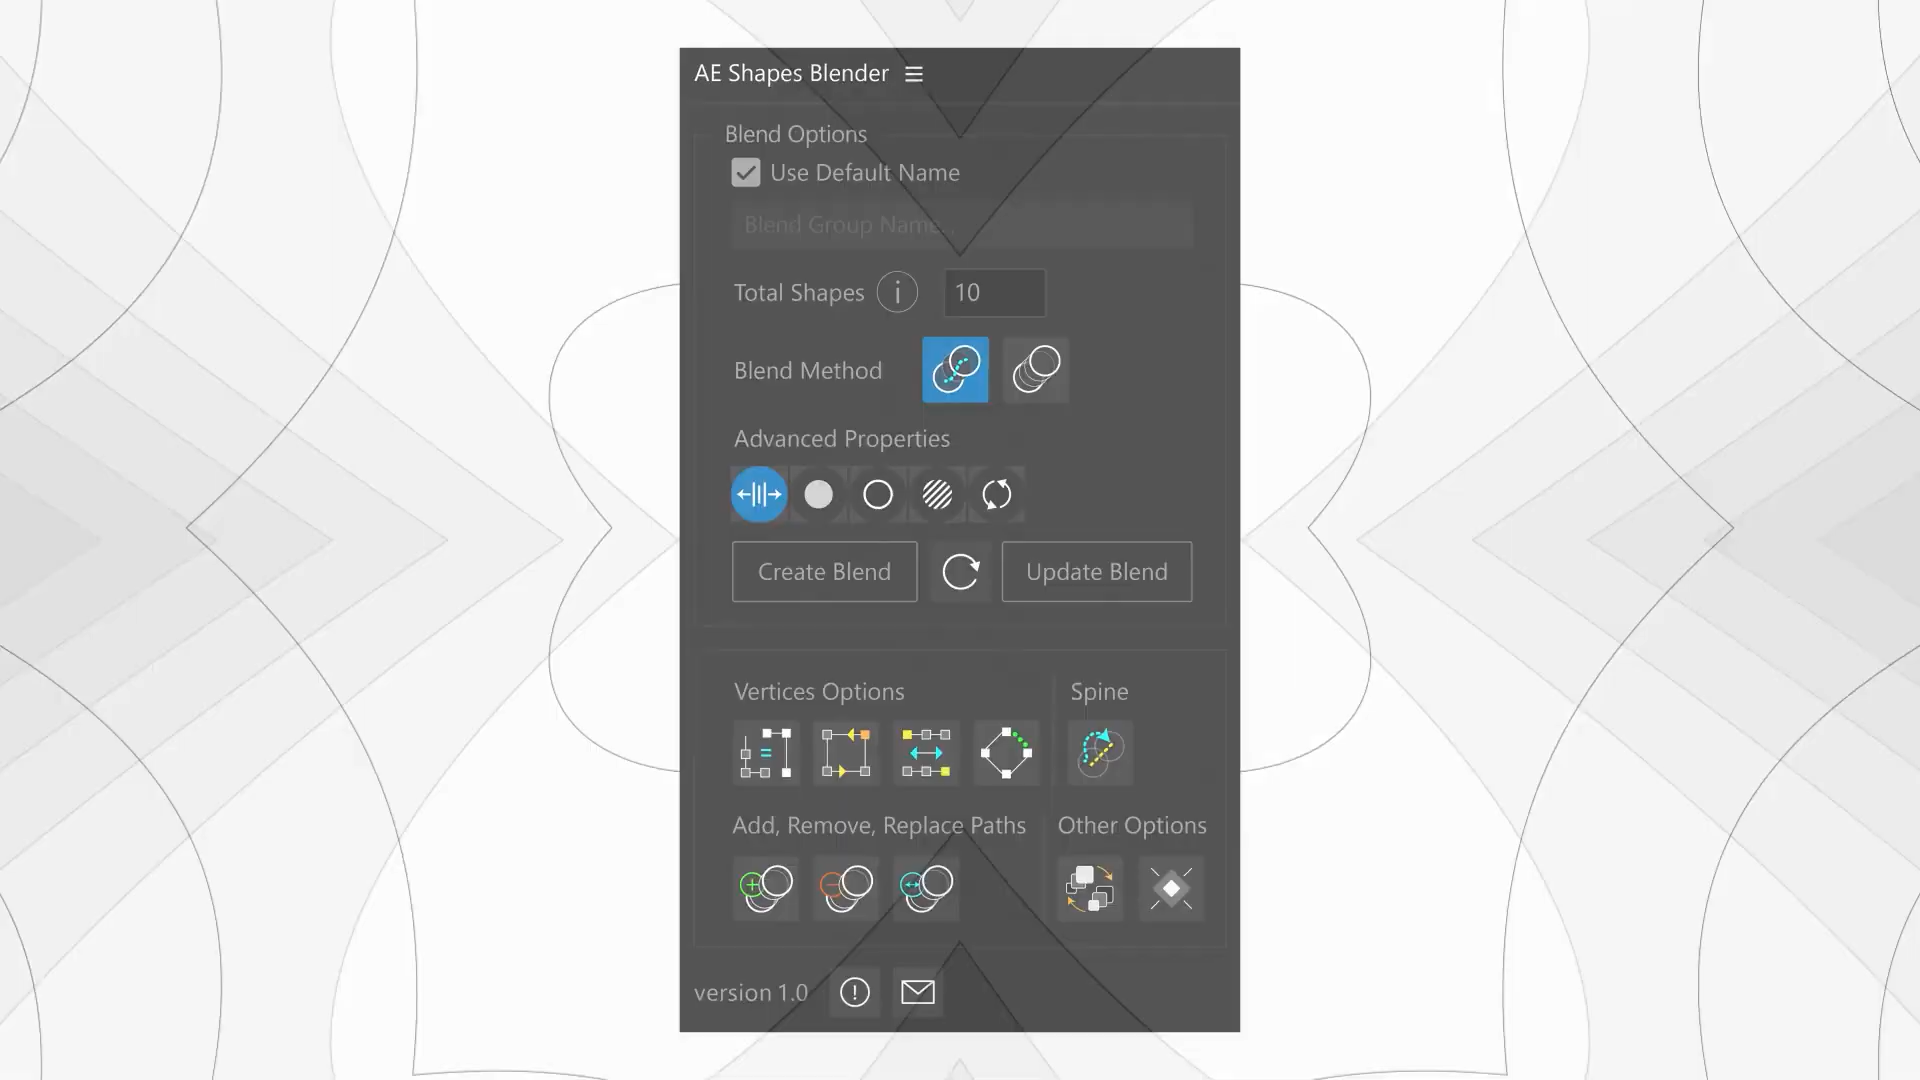 AE Shapes Blender
Blend Options
Use Default Name
Blend Group Name...
Total Shapes
10
Blend Method
Advanced Properties
Create Blend
Update Blend
Vertices Options
Spine
Add, Remove, Replace Paths
Other Options
version 1.0